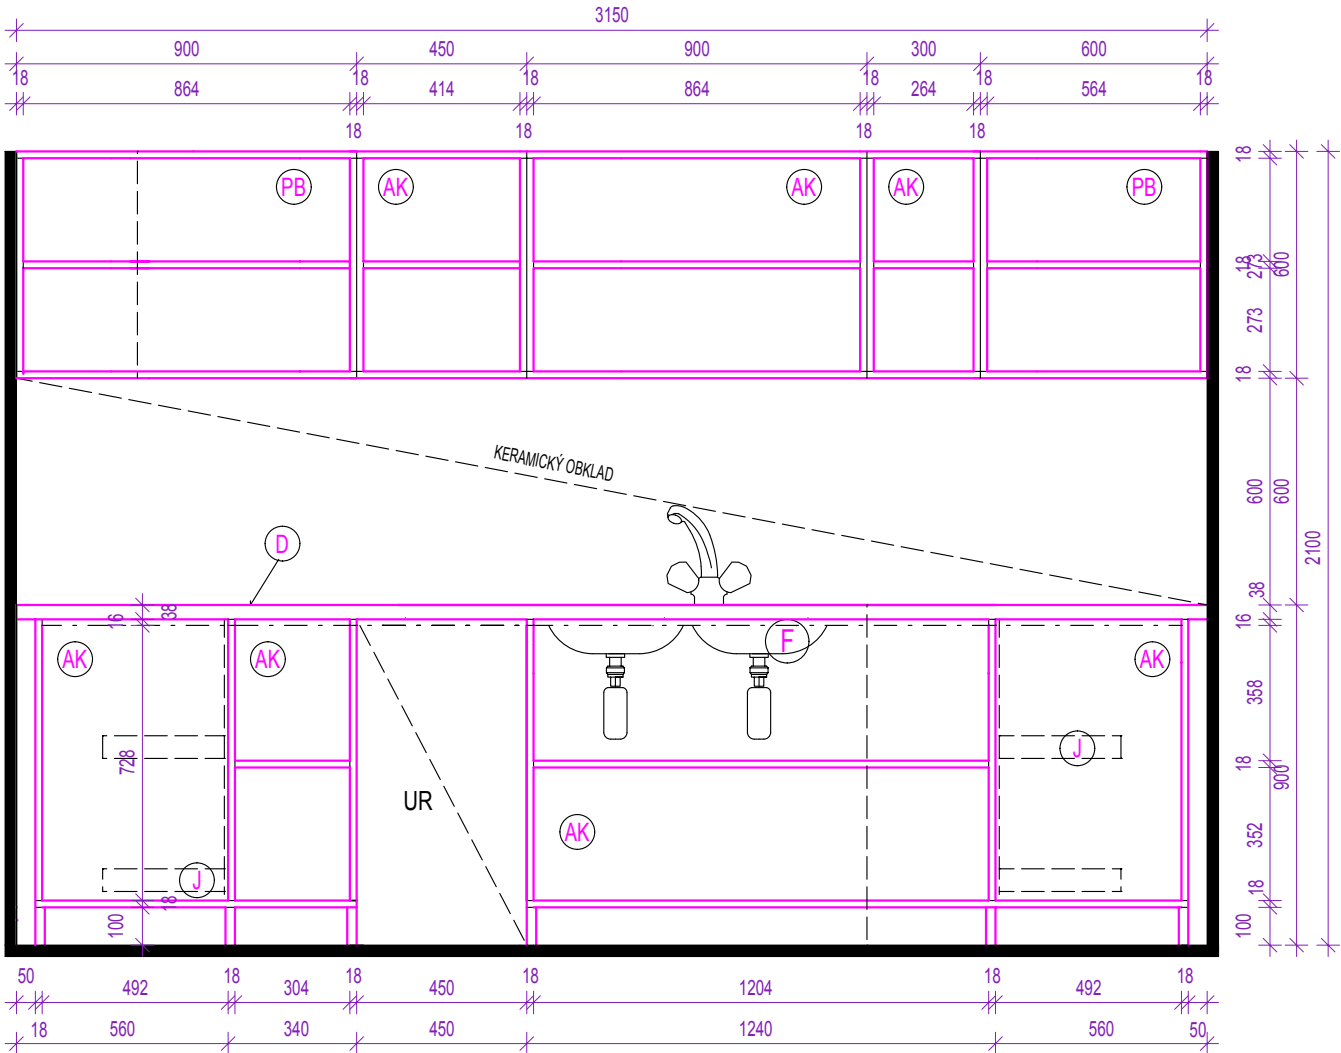 3150
900 450 900 300 600
18 864 18 414 18 864 18 264 18 564 18
18 18 18 18
PB AK AK AK PB
18
273
600
18
273
18
KERAMICKÝ OBKLAD
600 600
2100
D
38
16
38
16
F
AK AK AK
358
J
728
18
900
UR
AK
352
J
18
18
100
100
50 492 18 304 18 450 18 1204 18 492 18
18 560 340 450 1240 560 50